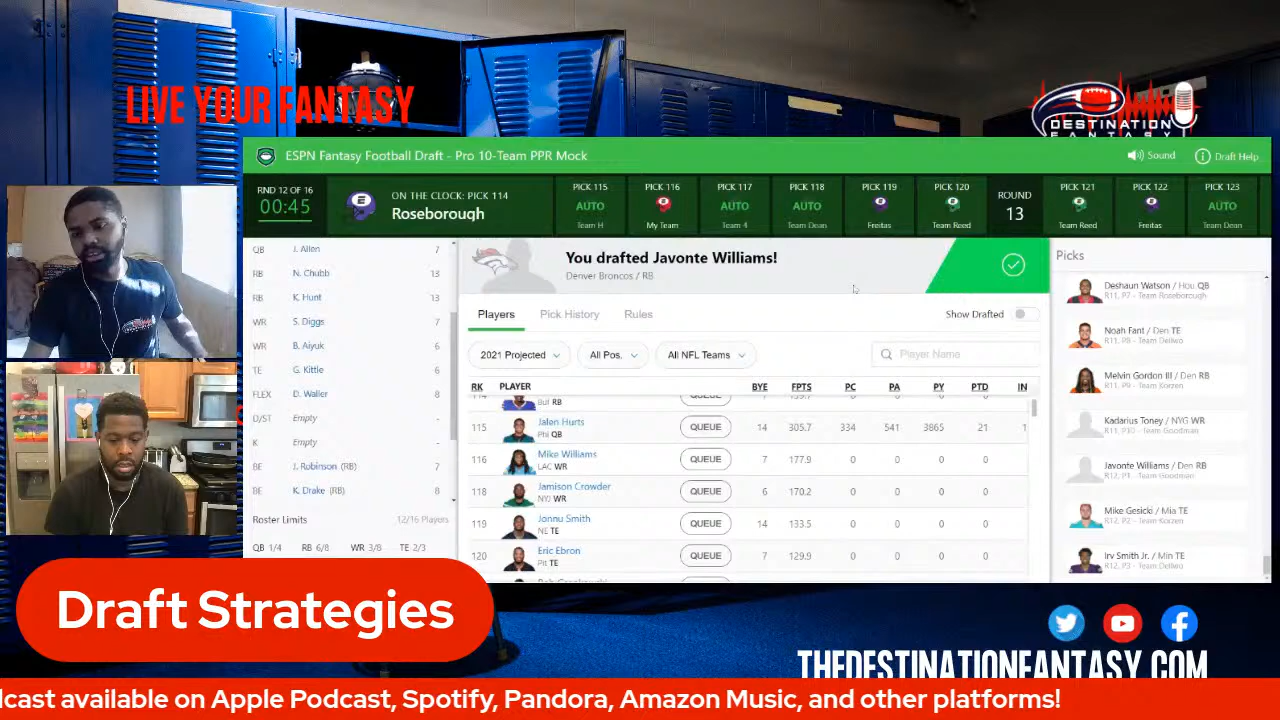 LIVE YOUR FANTASY
DESTINATION
FANTASY
ESPN Fantasy Football Draft - Pro 10-Team PPR Mock
Sound
Draft Help
RND 12 OF 16
00:45
ON THE CLOCK: PICK 114
Roseborough
PICK 115
AUTO
Team H
PICK 116
My Team
PICK 117
AUTO
Team 4
PICK 118
AUTO
Team Dean
PICK 119
Freitas
PICK 120
Team Reed
ROUND
13
PICK 121
Team Reed
PICK 122
Freitas
PICK 123
AUTO
Team Dean
QB J. Allen 7
RB N. Chubb 13
RB K. Hunt 13
WR S. Diggs 7
WR B. Aiyuk 6
TE G. Kittle 6
FLEX D. Waller 8
D/ST Empty -
K Empty -
BE J. Robinson (RB) 7
BE K. Drake (RB) 8
Roster Limits 12/16 Players
QB 1/4 RB 6/8 WR 3/8 TE 2/3
You drafted Javonte Williams!
Denver Broncos / RB
Players Pick History Rules
Show Drafted
2021 Projected All Pos. All NFL Teams
Player Name
RK PLAYER BYE FPTS PC PA PY PTD IN
Buf RB
115 Jalen Hurts QUEUE 14 305.7 334 541 3865 21 1
Phi QB
116 Mike Williams QUEUE 7 177.9 0 0 0 0
LAC WR
118 Jamison Crowder QUEUE 6 170.2 0 0 0 0
NYJ WR
119 Jonnu Smith QUEUE 14 133.5 0 0 0 0
NE TE
120 Eric Ebron QUEUE 7 129.9 0 0 0 0
Pit TE
Picks
Deshaun Watson / Hou QB
R11, P7 - Team Roseborough
Noah Fant / Den TE
R11, P8 - Team Dellwo
Melvin Gordon III / Den RB
R11, P9 - Team Korzen
Kadarius Toney / NYG WR
R11, P10 - Team Goodman
Javonte Williams / Den RB
R12, P1 - Team Goodman
Mike Gesicki / Mia TE
R12, P2 - Team Korzen
Irv Smith Jr. / Min TE
R12, P3 - Team Dellwo
Draft Strategies
THEDESTINATIONFANTASY.COM
dcast available on Apple Podcast, Spotify, Pandora, Amazon Music, and other platforms!